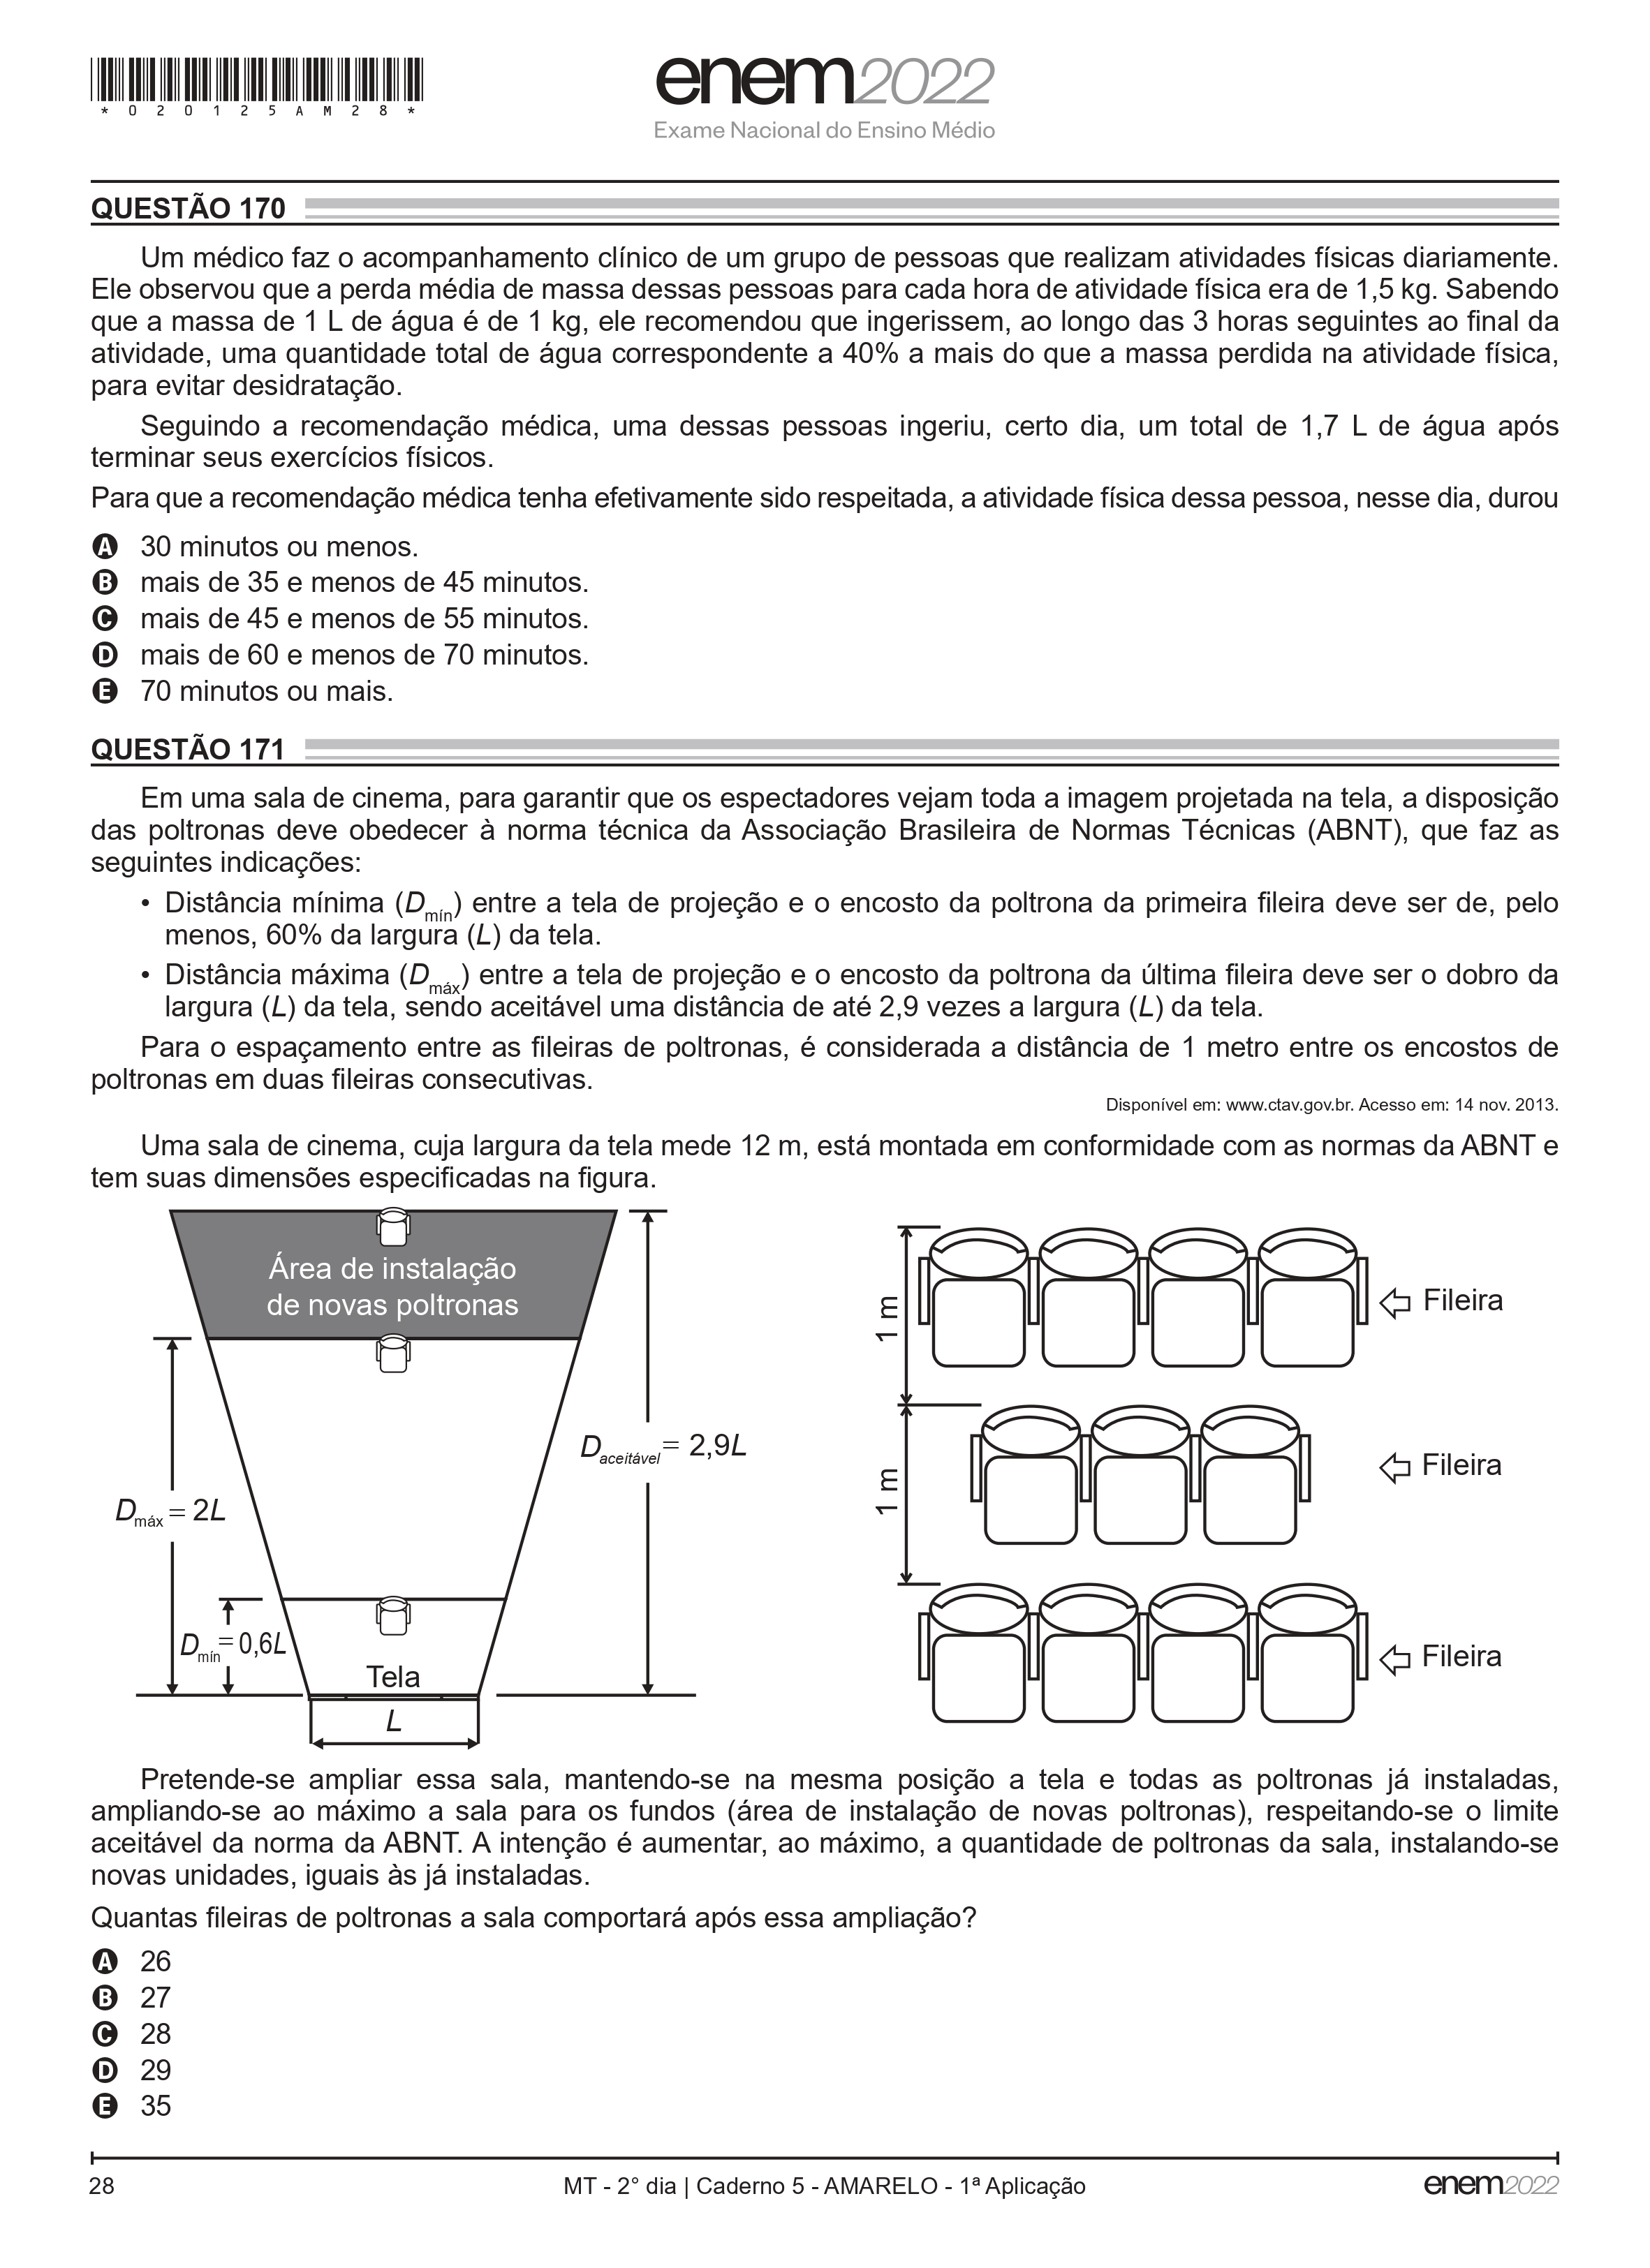 *020125AM28*
enem2022
Exame Nacional do Ensino Médio
QUESTÃO 170
Um médico faz o acompanhamento clínico de um grupo de pessoas que realizam atividades físicas diariamente.
Ele observou que a perda média de massa dessas pessoas para cada hora de atividade física era de 1,5 kg. Sabendo
que a massa de 1 L de água é de 1 kg, ele recomendou que ingerissem, ao longo das 3 horas seguintes ao final da
atividade, uma quantidade total de água correspondente a 40% a mais do que a massa perdida na atividade física,
para evitar desidratação.
Seguindo a recomendação médica, uma dessas pessoas ingeriu, certo dia, um total de 1,7 L de água após
terminar seus exercícios físicos.
Para que a recomendação médica tenha efetivamente sido respeitada, a atividade física dessa pessoa, nesse dia, durou
A 30 minutos ou menos.
B mais de 35 e menos de 45 minutos.
C mais de 45 e menos de 55 minutos.
D mais de 60 e menos de 70 minutos.
E 70 minutos ou mais.
QUESTÃO 171
Em uma sala de cinema, para garantir que os espectadores vejam toda a imagem projetada na tela, a disposição
das poltronas deve obedecer à norma técnica da Associação Brasileira de Normas Técnicas (ABNT), que faz as
seguintes indicações:
• Distância mínima (Dmín) entre a tela de projeção e o encosto da poltrona da primeira fileira deve ser de, pelo
menos, 60% da largura (L) da tela.
• Distância máxima (Dmáx) entre a tela de projeção e o encosto da poltrona da última fileira deve ser o dobro da
largura (L) da tela, sendo aceitável uma distância de até 2,9 vezes a largura (L) da tela.
Para o espaçamento entre as fileiras de poltronas, é considerada a distância de 1 metro entre os encostos de
poltronas em duas fileiras consecutivas.
Disponível em: www.ctav.gov.br. Acesso em: 14 nov. 2013.
Uma sala de cinema, cuja largura da tela mede 12 m, está montada em conformidade com as normas da ABNT e
tem suas dimensões especificadas na figura.
Área de instalação
de novas poltronas
Daceitável = 2,9L
Dmáx = 2L
Dmín = 0,6L
Tela
L
1 m
Fileira
1 m
Fileira
Fileira
Pretende-se ampliar essa sala, mantendo-se na mesma posição a tela e todas as poltronas já instaladas,
ampliando-se ao máximo a sala para os fundos (área de instalação de novas poltronas), respeitando-se o limite
aceitável da norma da ABNT. A intenção é aumentar, ao máximo, a quantidade de poltronas da sala, instalando-se
novas unidades, iguais às já instaladas.
Quantas fileiras de poltronas a sala comportará após essa ampliação?
A 26
B 27
C 28
D 29
E 35
28
MT - 2° dia | Caderno 5 - AMARELO - 1ª Aplicação
enem2022